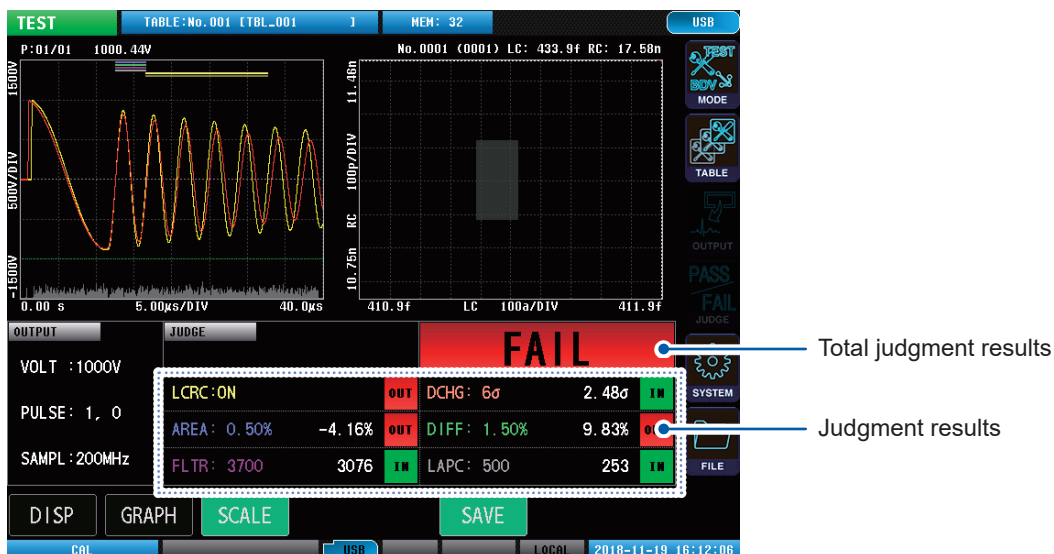 TEST TABLE:No.001 [TBL_001 ] MEM: 32 USB
P:01/01 1000.44V No.0001 (0001) LC: 433.9f RC: 17.58n
1500V
500V/DIV
-1500V
0.00 s 5.00µs/DIV 40.0µs
11.46n
100p/DIV
RC
10.75n
410.9f LC 100a/DIV 411.9f
TEST
BDV
MODE
TABLE
OUTPUT
PASS
FAIL
JUDGE
SYSTEM
FILE
OUTPUT
VOLT :1000V
PULSE: 1, 0
SAMPL:200MHz
JUDGE
FAIL
LCRC:ON OUT DCHG: 6σ 2.48σ IN
AREA: 0.50% -4.16% OUT DIFF: 1.50% 9.83%
FLTR: 3700 3076 IN LAPC: 500 253 IN
Total judgment results
Judgment results
DISP GRAPH SCALE SAVE
CAL USB LOCAL 2018-11-19 16:12:06